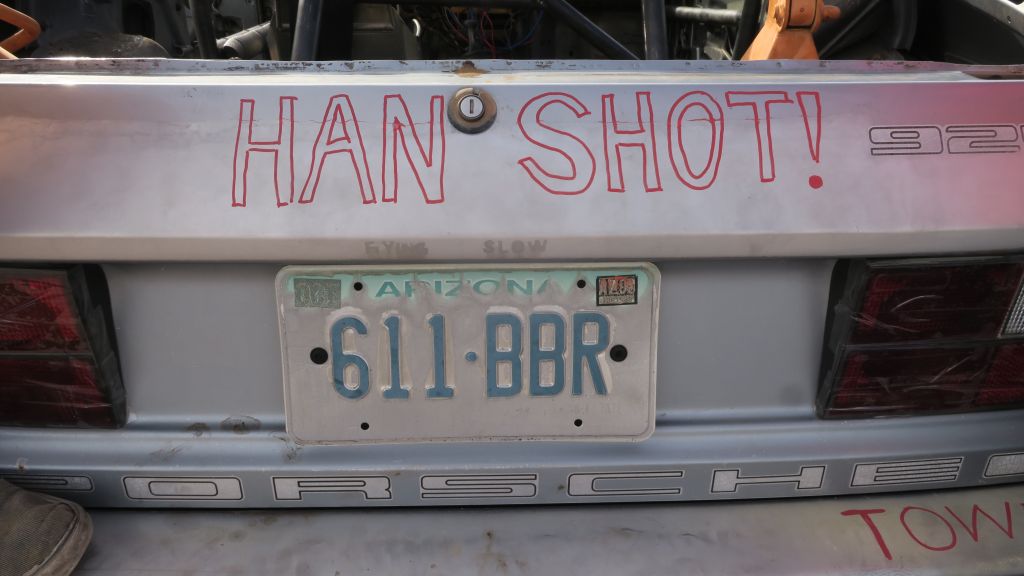 HAN SHOT!
92
FLYING SLOW
ARIZONA
611·BBR
PORSCHE
TOW